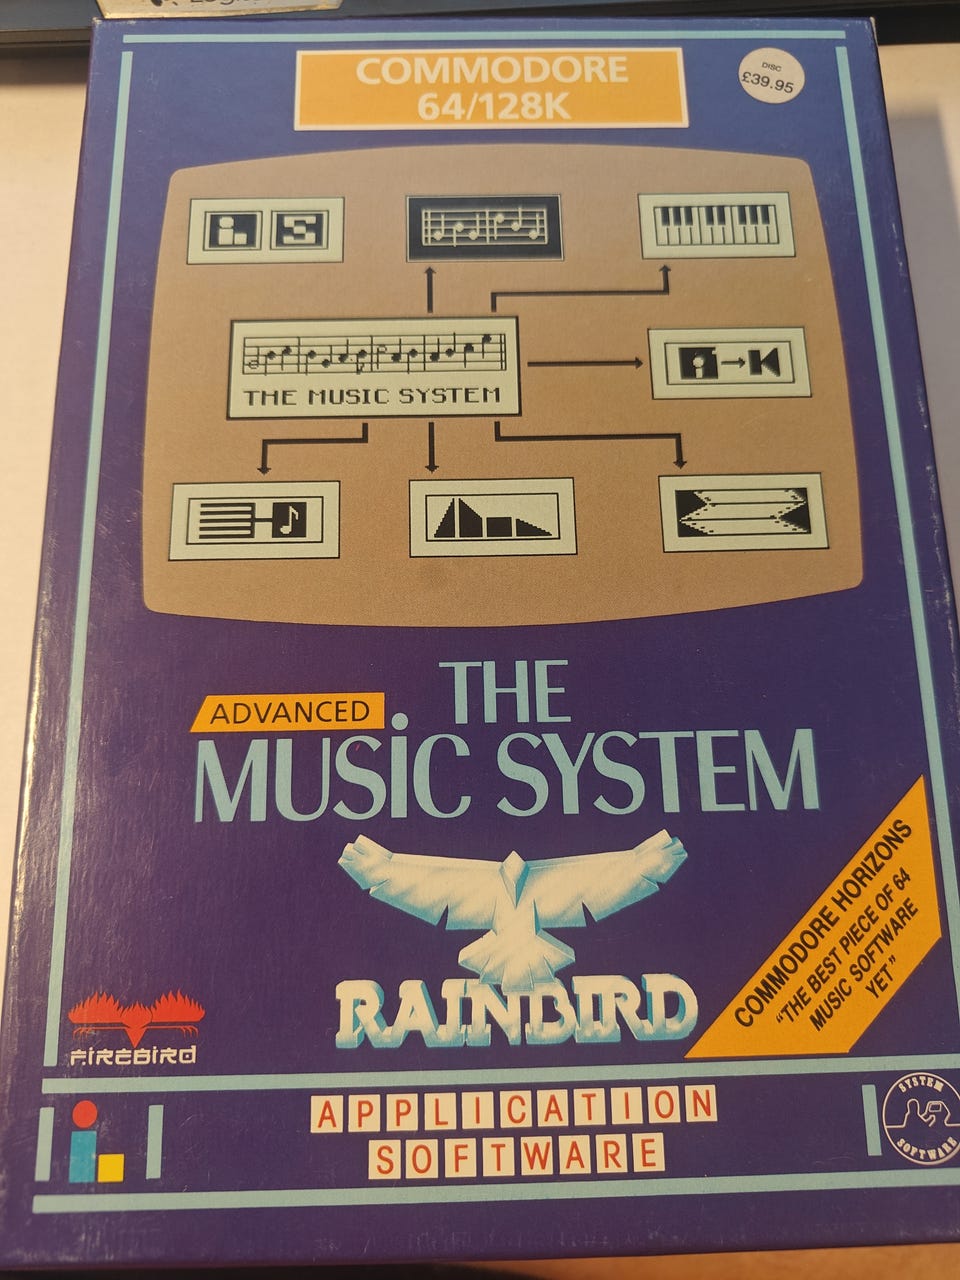 COMMODORE
64/128K
DISC
£39.95
THE MUSIC SYSTEM
THE
ADVANCED
MUSiC SYSTEM
COMMODORE HORIZONS
"THE BEST PIECE OF 64
MUSIC SOFTWARE
YET"
RAINBIRD
FIREBIRD
APPLICATION
SOFTWARE
SYSTEM
SOFTWARE